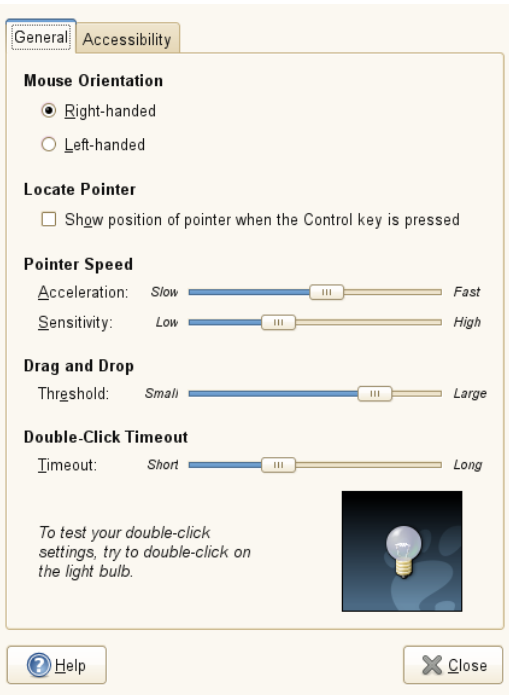 General Accessibility
Mouse Orientation
Right-handed
Left-handed
Locate Pointer
Show position of pointer when the Control key is pressed
Pointer Speed
Acceleration: Slow Fast
Sensitivity: Low High
Drag and Drop
Threshold: Small Large
Double-Click Timeout
Timeout: Short Long
To test your double-click
settings, try to double-click on
the light bulb.
Help Close